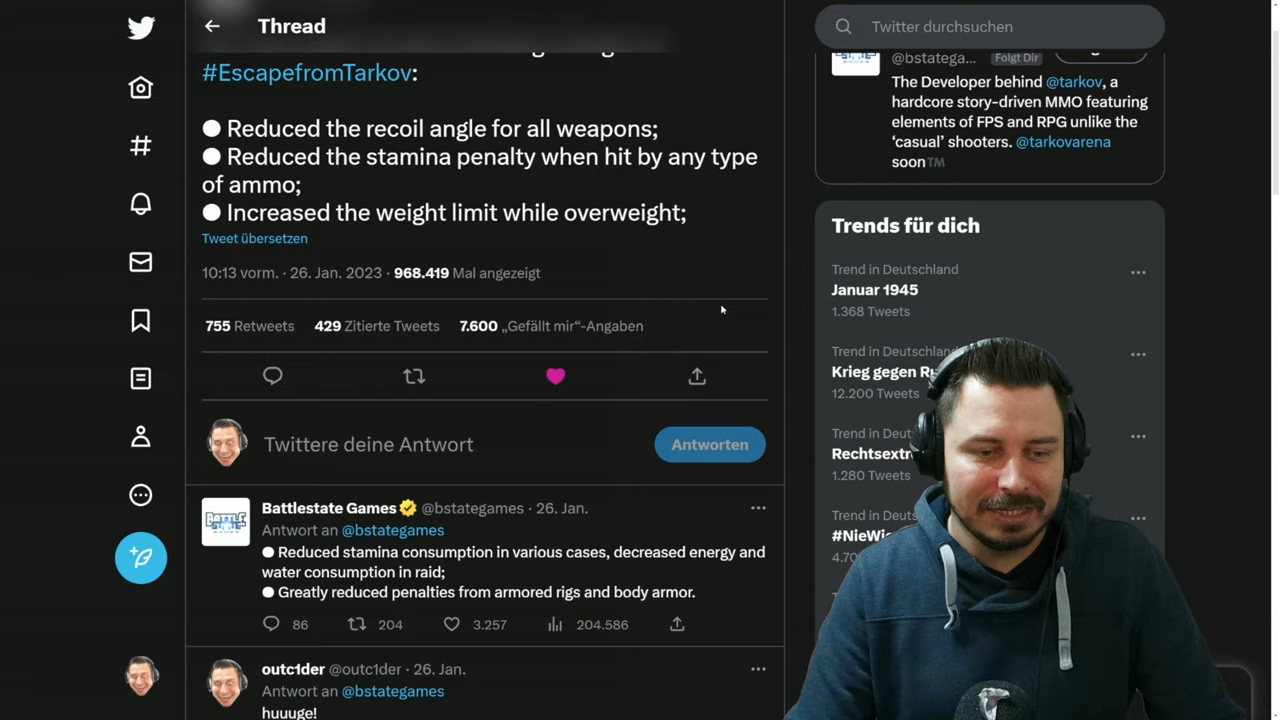 Thread
#EscapefromTarkov:
● Reduced the recoil angle for all weapons;
● Reduced the stamina penalty when hit by any type
of ammo;
● Increased the weight limit while overweight;
Tweet übersetzen
10:13 vorm. · 26. Jan. 2023 · 968.419 Mal angezeigt
755 Retweets 429 Zitierte Tweets 7.600 „Gefällt mir“-Angaben
Twittere deine Antwort
Antworten
Battlestate Games @bstategames · 26. Jan.
Antwort an @bstategames
● Reduced stamina consumption in various cases, decreased energy and
water consumption in raid;
● Greatly reduced penalties from armored rigs and body armor.
86 204 3.257 204.586
outc1der @outc1der · 26. Jan.
Antwort an @bstategames
huuuge!
Twitter durchsuchen
@bstatega... Folgt Dir
The Developer behind @tarkov, a
hardcore story-driven MMO featuring
elements of FPS and RPG unlike the
‘casual’ shooters. @tarkovarena
soon™
Trends für dich
Trend in Deutschland
Januar 1945
1.368 Tweets
Trend in Deutschland
Krieg gegen
12.200 Tweets
Trend in
1.280 Tweets
Trend in